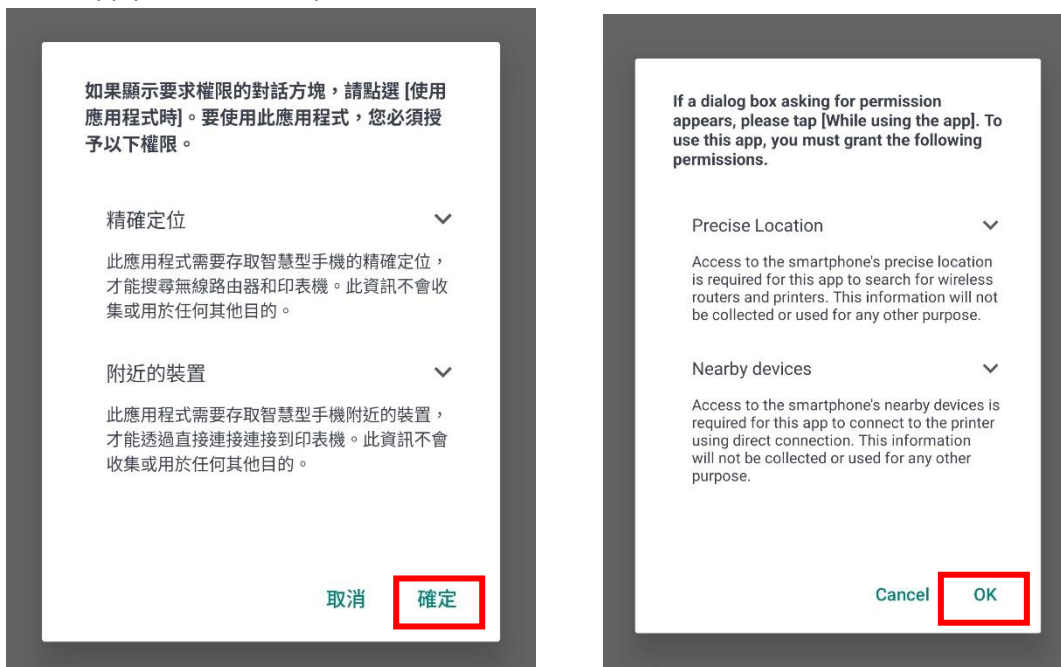 如果顯示要求權限的對話方塊，請點選 [使用
應用程式時]。要使用此應用程式，您必須授
予以下權限。
精確定位
此應用程式需要存取智慧型手機的精確定位，
才能搜尋無線路由器和印表機。此資訊不會收
集或用於任何其他目的。
附近的裝置
此應用程式需要存取智慧型手機附近的裝置，
才能透過直接連接連接到印表機。此資訊不會
收集或用於任何其他目的。
取消 確定
If a dialog box asking for permission
appears, please tap [While using the app]. To
use this app, you must grant the following
permissions.
Precise Location
Access to the smartphone's precise location
is required for this app to search for wireless
routers and printers. This information will not
be collected or used for any other purpose.
Nearby devices
Access to the smartphone's nearby devices is
required for this app to connect to the printer
using direct connection. This information
will not be collected or used for any other
purpose.
Cancel OK